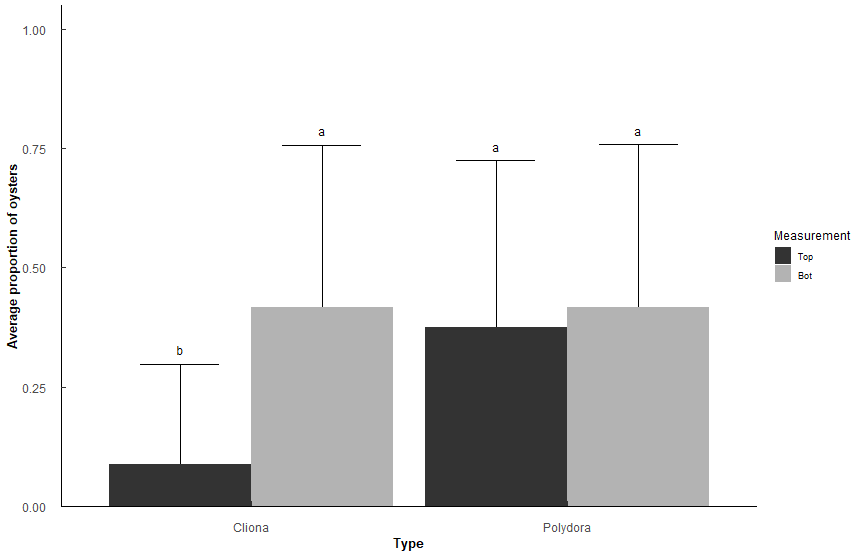 1.00
0.75
0.50
0.25
0.00
Average proportion of oysters
b
a
a
a
Cliona
Polydora
Type
Measurement
Top
Bot